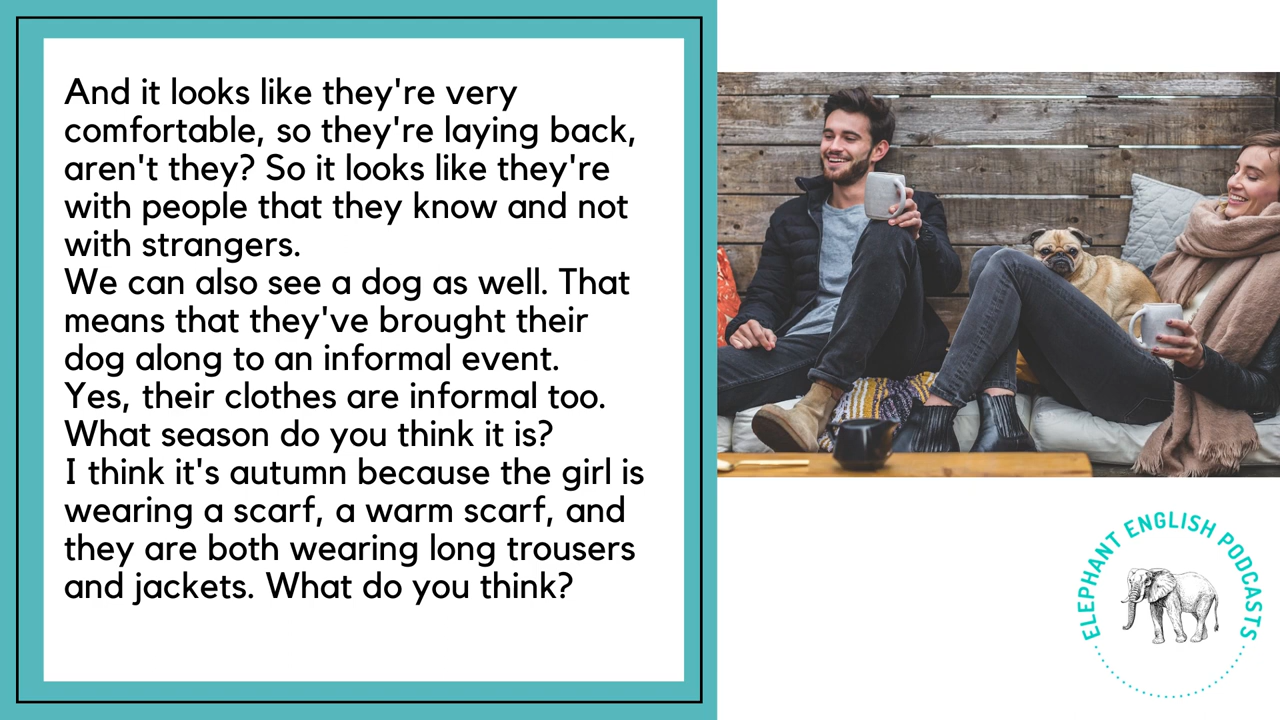 And it looks like they're very
comfortable, so they're laying back,
aren't they? So it looks like they're
with people that they know and not
with strangers.
We can also see a dog as well. That
means that they've brought their
dog along to an informal event.
Yes, their clothes are informal too.
What season do you think it is?
I think it's autumn because the girl is
wearing a scarf, a warm scarf, and
they are both wearing long trousers
and jackets. What do you think?
ELEPHANT ENGLISH PODCASTS